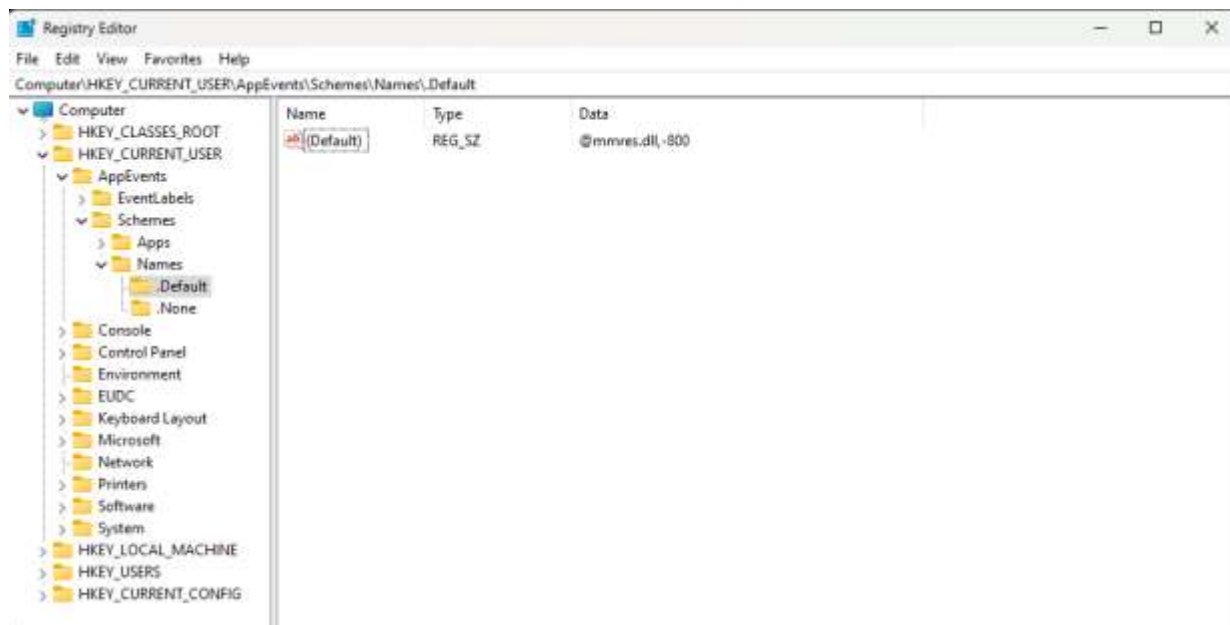 Registry Editor
File Edit View Favorites Help
Computer\HKEY_CURRENT_USER\AppEvents\Schemes\Names\.Default
Computer
HKEY_CLASSES_ROOT
HKEY_CURRENT_USER
AppEvents
EventLabels
Schemes
Apps
Names
.Default
.None
Console
Control Panel
Environment
EUDC
Keyboard Layout
Microsoft
Network
Printers
Software
System
HKEY_LOCAL_MACHINE
HKEY_USERS
HKEY_CURRENT_CONFIG
Name Type Data
ab (Default) REG_SZ @mmres.dll,-800